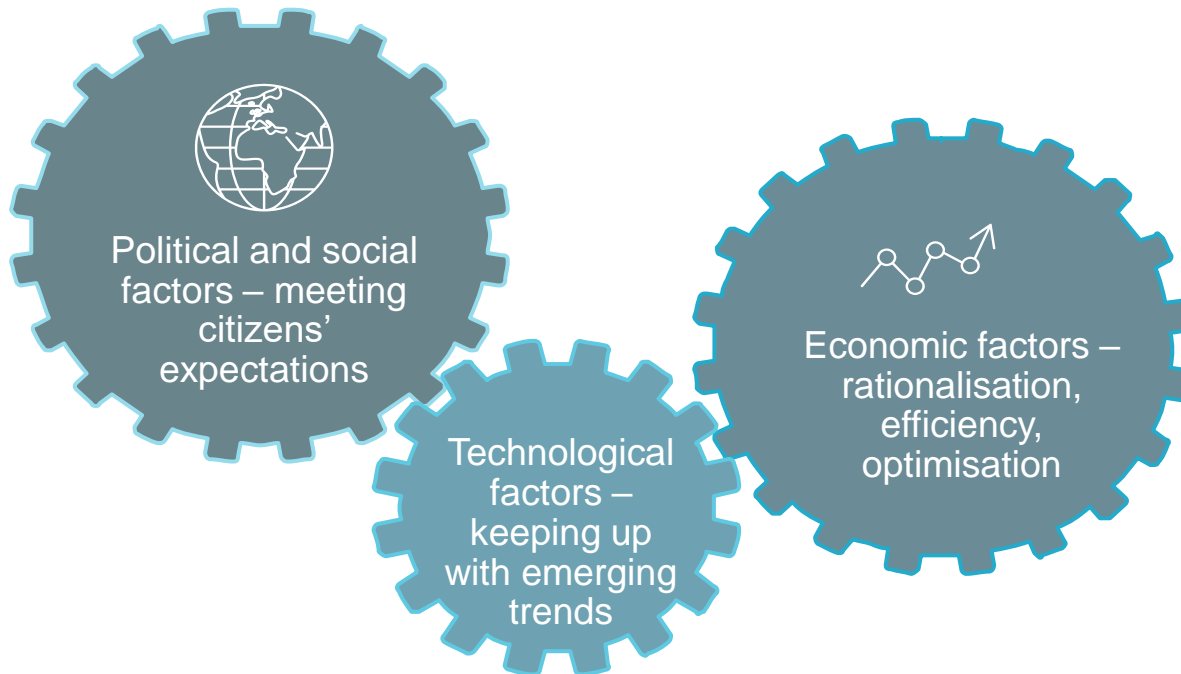 Political and social
factors – meeting
citizens’
expectations
Technological
factors –
keeping up
with emerging
trends
Economic factors –
rationalisation,
efficiency,
optimisation